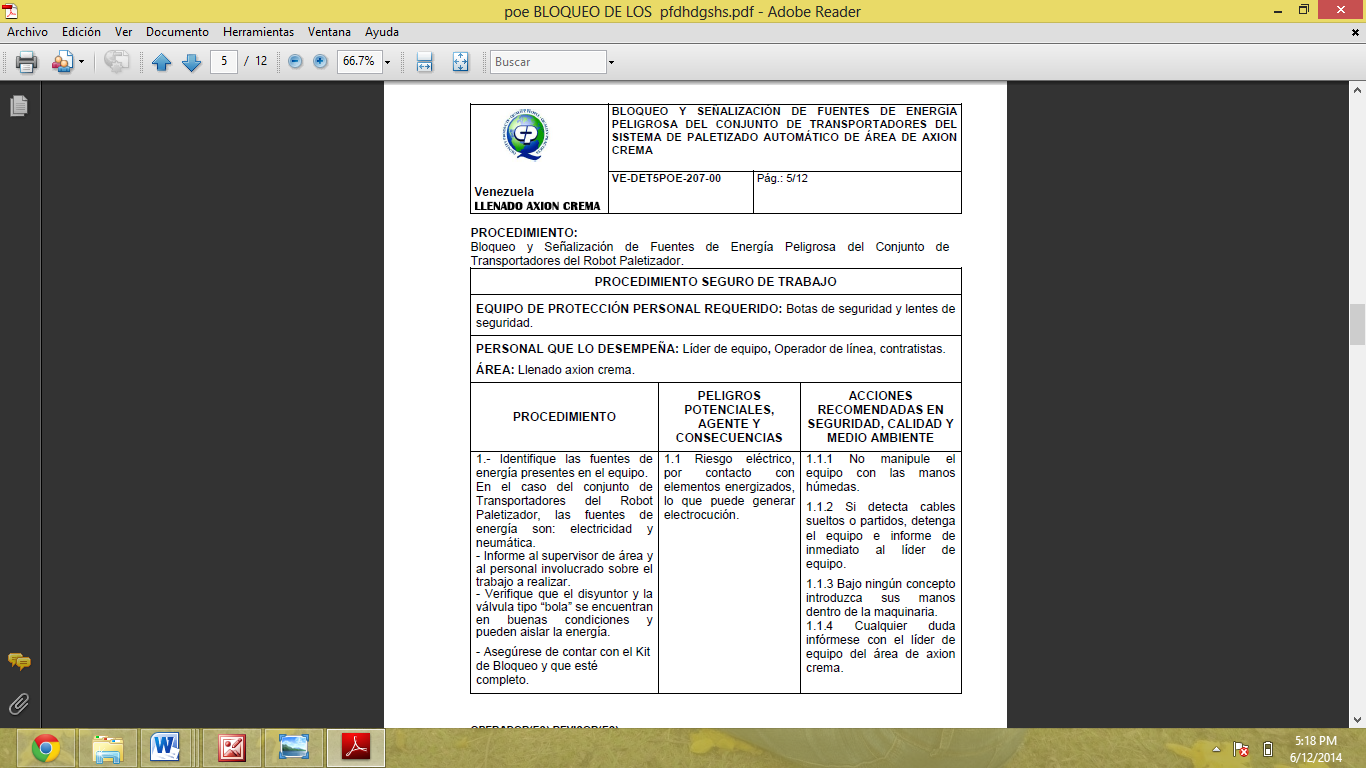 poe BLOQUEO DE LOS pfdhdgshs.pdf - Adobe Reader
Archivo Edición Ver Documento Herramientas Ventana Ayuda
5 / 12 66.7% Buscar
BLOQUEO Y SEÑALIZACIÓN DE FUENTES DE ENERGÍA
PELIGROSA DEL CONJUNTO DE TRANSPORTADORES DEL
SISTEMA DE PALETIZADO AUTOMÁTICO DE ÁREA DE AXION
CREMA
CP
Venezuela
LLENADO AXION CREMA
VE-DET5POE-207-00
Pág.: 5/12
PROCEDIMIENTO:
Bloqueo y Señalización de Fuentes de Energía Peligrosa del Conjunto de
Transportadores del Robot Paletizador.
PROCEDIMIENTO SEGURO DE TRABAJO
EQUIPO DE PROTECCIÓN PERSONAL REQUERIDO: Botas de seguridad y lentes de
seguridad.
PERSONAL QUE LO DESEMPEÑA: Líder de equipo, Operador de línea, contratistas.
ÁREA: Llenado axion crema.
PROCEDIMIENTO
PELIGROS
POTENCIALES,
AGENTE Y
CONSECUENCIAS
ACCIONES
RECOMENDADAS EN
SEGURIDAD, CALIDAD Y
MEDIO AMBIENTE
1.- Identifique las fuentes de
energía presentes en el equipo.
En el caso del conjunto de
Transportadores del Robot
Paletizador, las fuentes de
energía son: electricidad y
neumática.
- Informe al supervisor de área y
al personal involucrado sobre el
trabajo a realizar.
- Verifique que el disyuntor y la
válvula tipo “bola” se encuentran
en buenas condiciones y
pueden aislar la energía.
- Asegúrese de contar con el Kit
de Bloqueo y que esté
completo.
1.1 Riesgo eléctrico,
por contacto con
elementos energizados,
lo que puede generar
electrocución.
1.1.1 No manipule el
equipo con las manos
húmedas.
1.1.2 Si detecta cables
sueltos o partidos, detenga
el equipo e informe de
inmediato al líder de
equipo.
1.1.3 Bajo ningún concepto
introduzca sus manos
dentro de la maquinaria.
1.1.4 Cualquier duda
infórmese con el líder de
equipo del área de axion
crema.
5:18 PM
6/12/2014